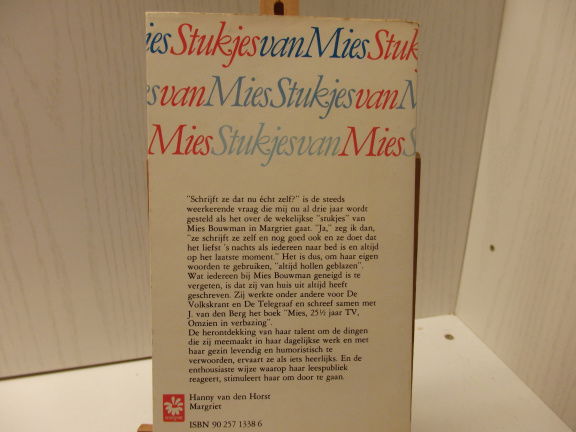 ies Stukjes van Mies Stuk
s van Mies Stukjes van M
Mies Stukjes van Mies S
"Schrijft ze dat nu écht zelf?" is de steeds
weerkerende vraag die mij nu al drie jaar wordt
gesteld als het over de wekelijkse "stukjes" van
Mies Bouwman in Margriet gaat. "Ja," zeg ik dan,
"ze schrijft ze zelf en nog goed ook en ze doet dat
het liefst 's nachts als iedereen naar bed is en altijd
op het laatste moment." Het is dus, om haar eigen
woorden te gebruiken, "altijd hollen geblazen".
Wat iedereen bij Mies Bouwman geneigd is te
vergeten, is dat zij van huis uit altijd heeft
geschreven. Zij werkte onder andere voor De
Volkskrant en De Telegraaf en schreef samen met
J. van den Berg het boek "Mies, 25½ jaar TV,
Omzien in verbazing".
De herontdekking van haar talent om de dingen
die zij meemaakt in haar dagelijkse werk en met
haar gezin levendig en humoristisch te
verwoorden, ervaart ze als iets heerlijks. En de
enthousiaste wijze waarop haar leespubliek
reageert, stimuleert haar om door te gaan.
Hanny van den Horst
Margriet
ISBN 90 257 1338 6